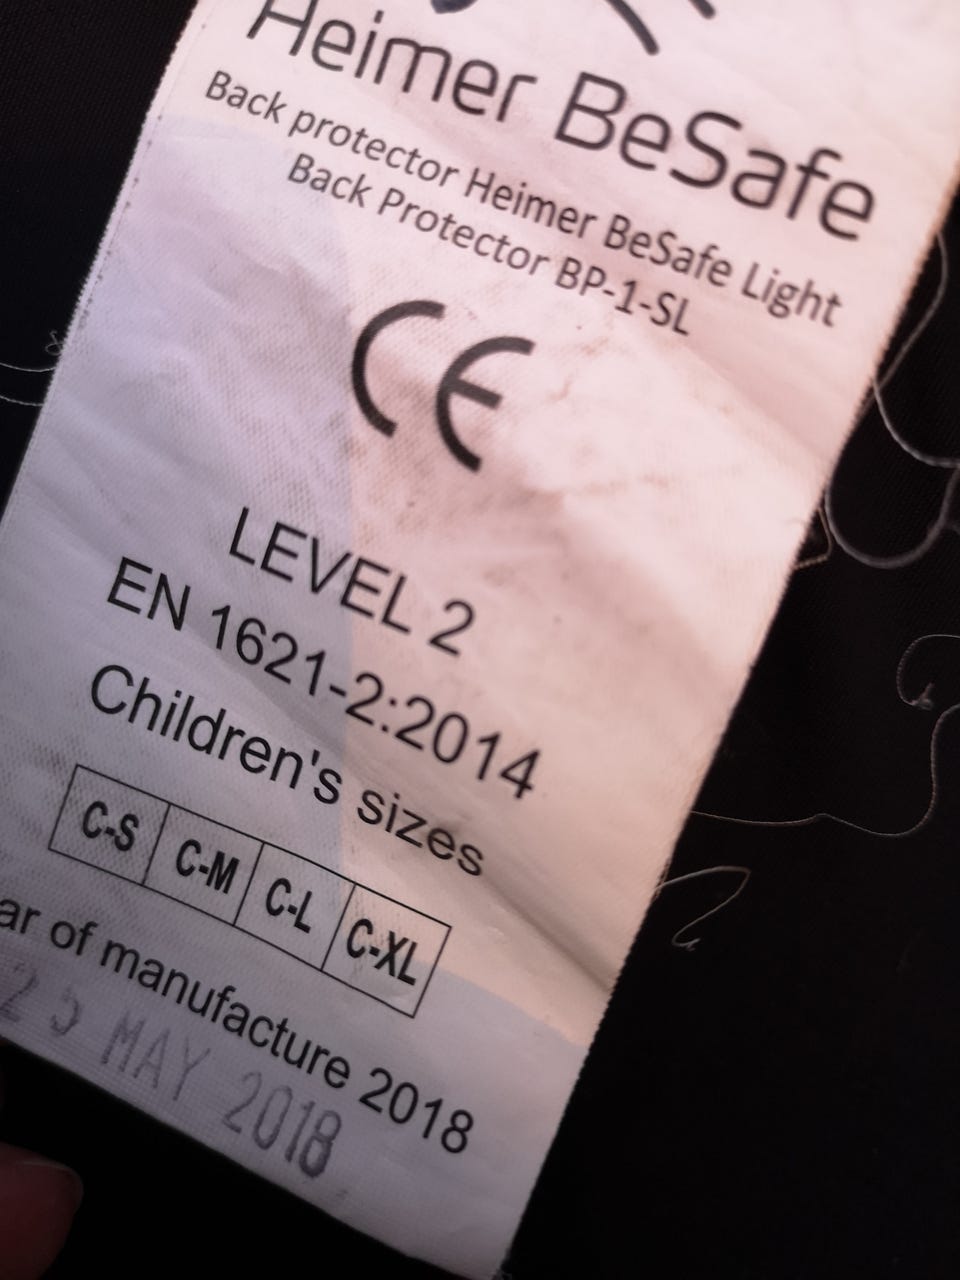 Heimer BeSafe
Back protector Heimer BeSafe Light
Back Protector BP-1-SL
CE
LEVEL 2
EN 1621-2:2014
Children's sizes
C-S C-M C-L C-XL
ar of manufacture 2018
MAY 2018